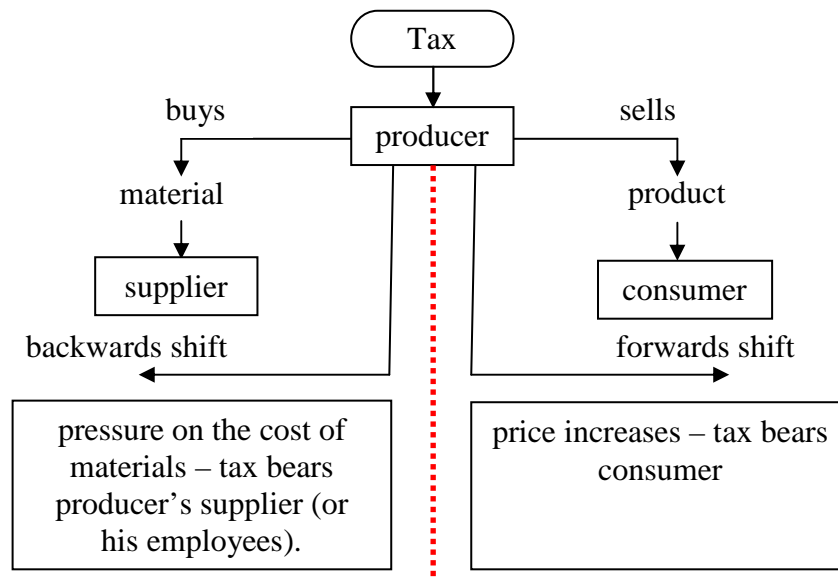 Tax
buys
producer
sells
material
product
supplier
consumer
backwards shift
forwards shift
pressure on the cost of
materials – tax bears
producer’s supplier (or
his employees).
price increases – tax bears
consumer